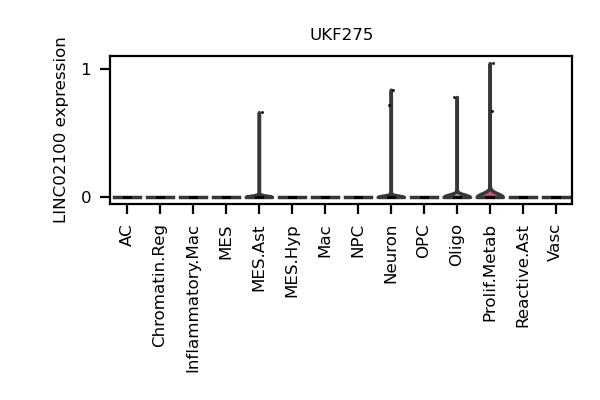 UKF275
LINC02100 expression
1
0
AC
Chromatin.Reg
Inflammatory.Mac
MES
MES.Ast
MES.Hyp
Mac
NPC
Neuron
OPC
Oligo
Prolif.Metab
Reactive.Ast
Vasc